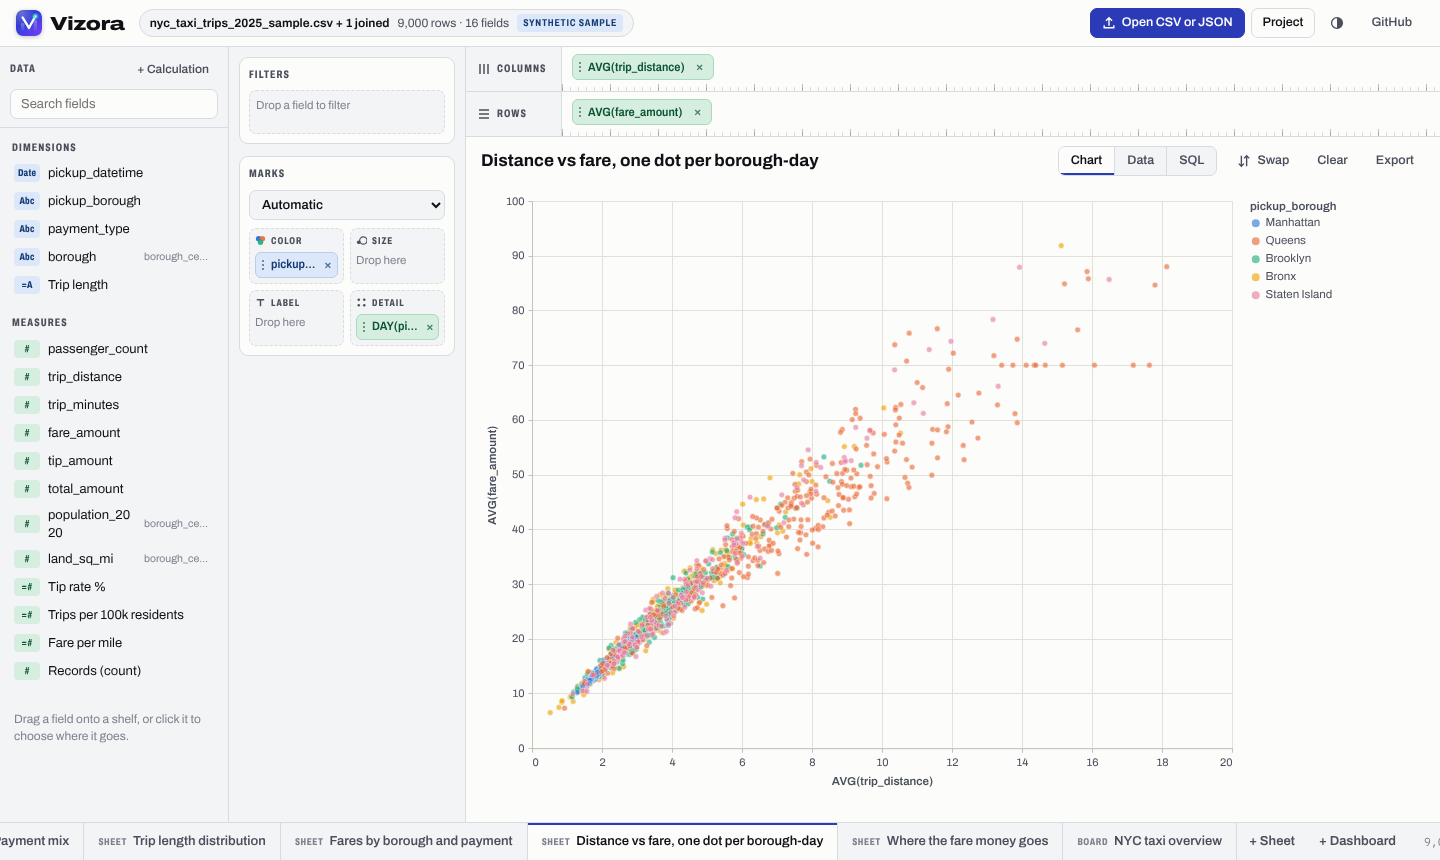 Vizora
nyc_taxi_trips_2025_sample.csv + 1 joined 9,000 rows · 16 fields SYNTHETIC SAMPLE
Open CSV or JSON
Project
GitHub
DATA
+ Calculation
Search fields
DIMENSIONS
Date pickup_datetime
Abc pickup_borough
Abc payment_type
Abc borough borough_ce...
=A Trip length
MEASURES
# passenger_count
# trip_distance
# trip_minutes
# fare_amount
# tip_amount
# total_amount
# population_20
20 borough_ce...
# land_sq_mi borough_ce...
=# Tip rate %
=# Trips per 100k residents
=# Fare per mile
# Records (count)
Drag a field onto a shelf, or click it to
choose where it goes.
FILTERS
Drop a field to filter
MARKS
Automatic
COLOR
pickup... ×
SIZE
Drop here
LABEL
Drop here
DETAIL
DAY(pi... ×
COLUMNS
AVG(trip_distance) ×
ROWS
AVG(fare_amount) ×
Distance vs fare, one dot per borough-day
Chart
Data
SQL
Swap
Clear
Export
100
90
80
70
60
50
40
30
20
10
0
AVG(fare_amount)
0 2 4 6 8 10 12 14 16 18 20
AVG(trip_distance)
pickup_borough
Manhattan
Queens
Brooklyn
Bronx
Staten Island
Payment mix
SHEET Trip length distribution
SHEET Fares by borough and payment
SHEET Distance vs fare, one dot per borough-day
SHEET Where the fare money goes
BOARD NYC taxi overview
+ Sheet
+ Dashboard